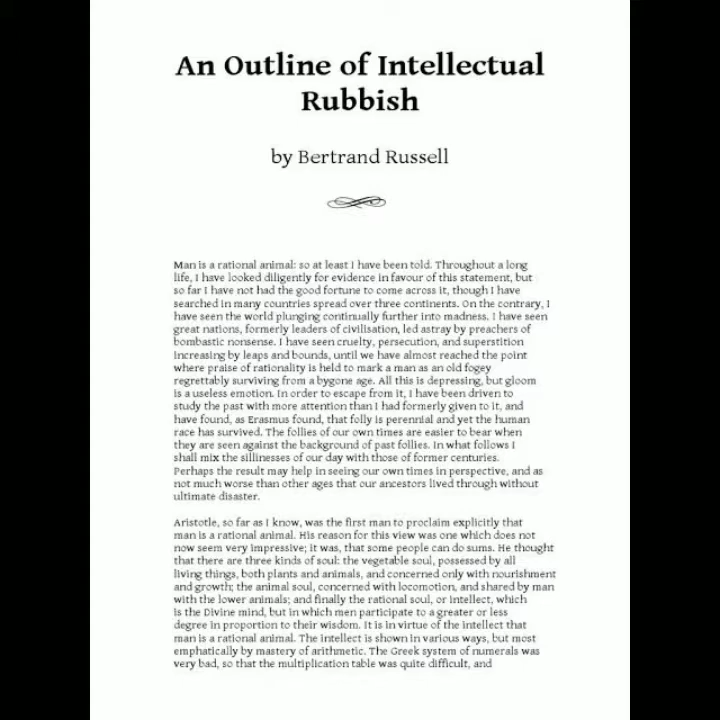 An Outline of Intellectual
Rubbish
by Bertrand Russell
Man is a rational animal: so at least I have been told. Throughout a long
life, I have looked diligently for evidence in favour of this statement, but
so far I have not had the good fortune to come across it, though I have
searched in many countries spread over three continents. On the contrary, I
have seen the world plunging continually further into madness. I have seen
great nations, formerly leaders of civilisation, led astray by preachers of
bombastic nonsense. I have seen cruelty, persecution, and superstition
increasing by leaps and bounds, until we have almost reached the point
where praise of rationality is held to mark a man as an old fogey
regrettably surviving from a bygone age. All this is depressing, but gloom
is a useless emotion. In order to escape from it, I have been driven to
study the past with more attention than I had formerly given to it, and
have found, as Erasmus found, that folly is perennial and yet the human
race has survived. The follies of our own times are easier to bear when
they are seen against the background of past follies. In what follows I
shall mix the sillinesses of our day with those of former centuries.
Perhaps the result may help in seeing our own times in perspective, and as
not much worse than other ages that our ancestors lived through without
ultimate disaster.
Aristotle, so far as I know, was the first man to proclaim explicitly that
man is a rational animal. His reason for this view was one which does not
now seem very impressive; it was, that some people can do sums. He thought
that there are three kinds of soul: the vegetable soul, possessed by all
living things, both plants and animals, and concerned only with nourishment
and growth; the animal soul, concerned with locomotion, and shared by man
with the lower animals; and finally the rational soul, or intellect, which
is the Divine mind, but in which men participate to a greater or less
degree in proportion to their wisdom. It is in virtue of the intellect that
man is a rational animal. The intellect is shown in various ways, but most
emphatically by mastery of arithmetic. The Greek system of numerals was
very bad, so that the multiplication table was quite difficult, and